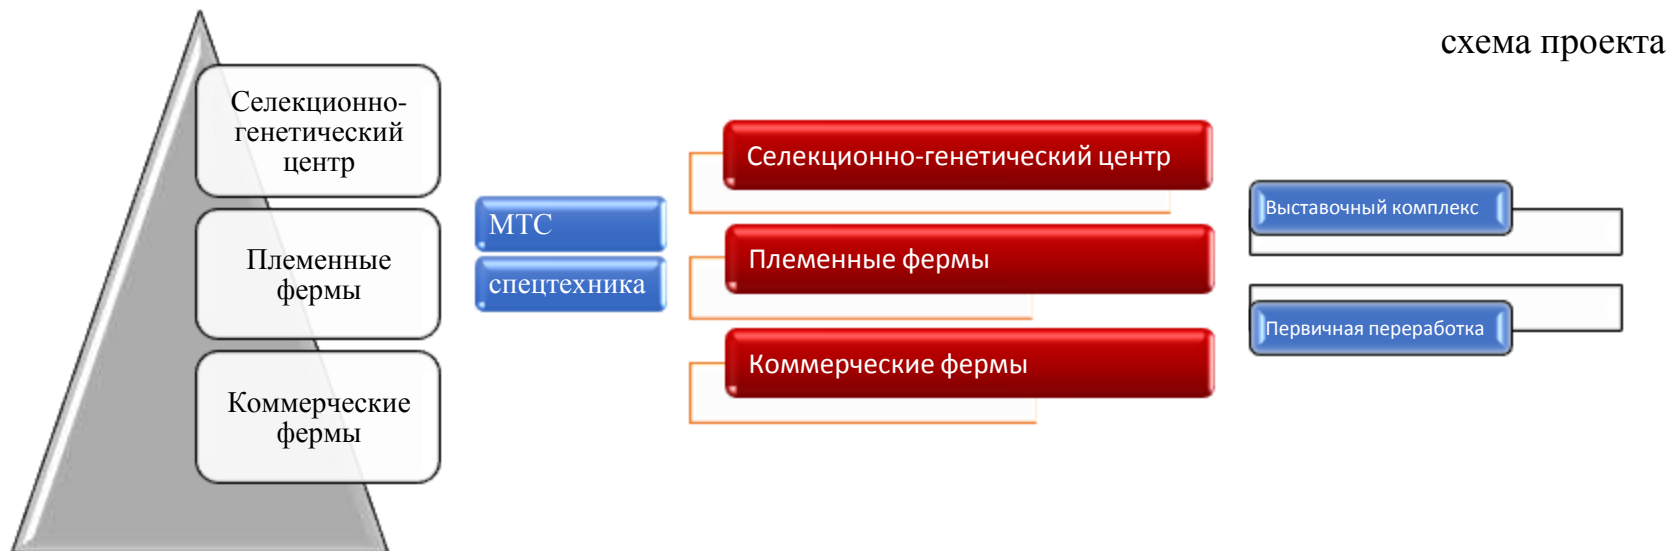 схема проекта
Селекционно-
генетический
центр
Племенные
фермы
Коммерческие
фермы
МТС
спецтехника
Селекционно-генетический центр
Племенные фермы
Коммерческие фермы
Выставочный комплекс
Первичная переработка